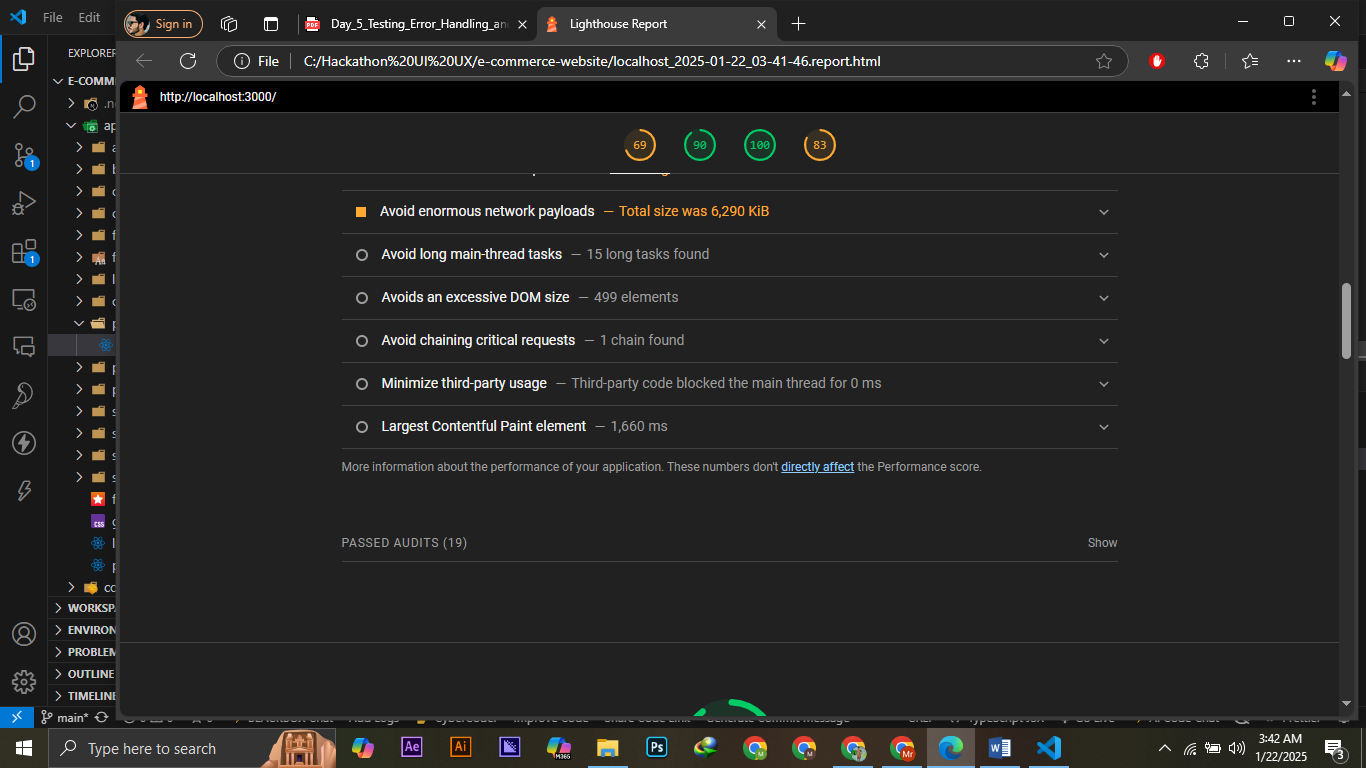 File Edit
Sign in
Day_5_Testing_Error_Handling_an
Lighthouse Report
File
C:/Hackathon%20UI%20UX/e-commerce-website/localhost_2025-01-22_03-41-46.report.html
http://localhost:3000/
69
90
100
83
Avoid enormous network payloads — Total size was 6,290 KiB
Avoid long main-thread tasks — 15 long tasks found
Avoids an excessive DOM size — 499 elements
Avoid chaining critical requests — 1 chain found
Minimize third-party usage — Third-party code blocked the main thread for 0 ms
Largest Contentful Paint element — 1,660 ms
More information about the performance of your application. These numbers don't directly affect the Performance score.
PASSED AUDITS (19)
Show
EXPLORER
E-COMM
1
1
WORKSPA
ENVIRON
PROBLEM
OUTLINE
TIMELINE
main*
Type here to search
3:42 AM
1/22/2025
3